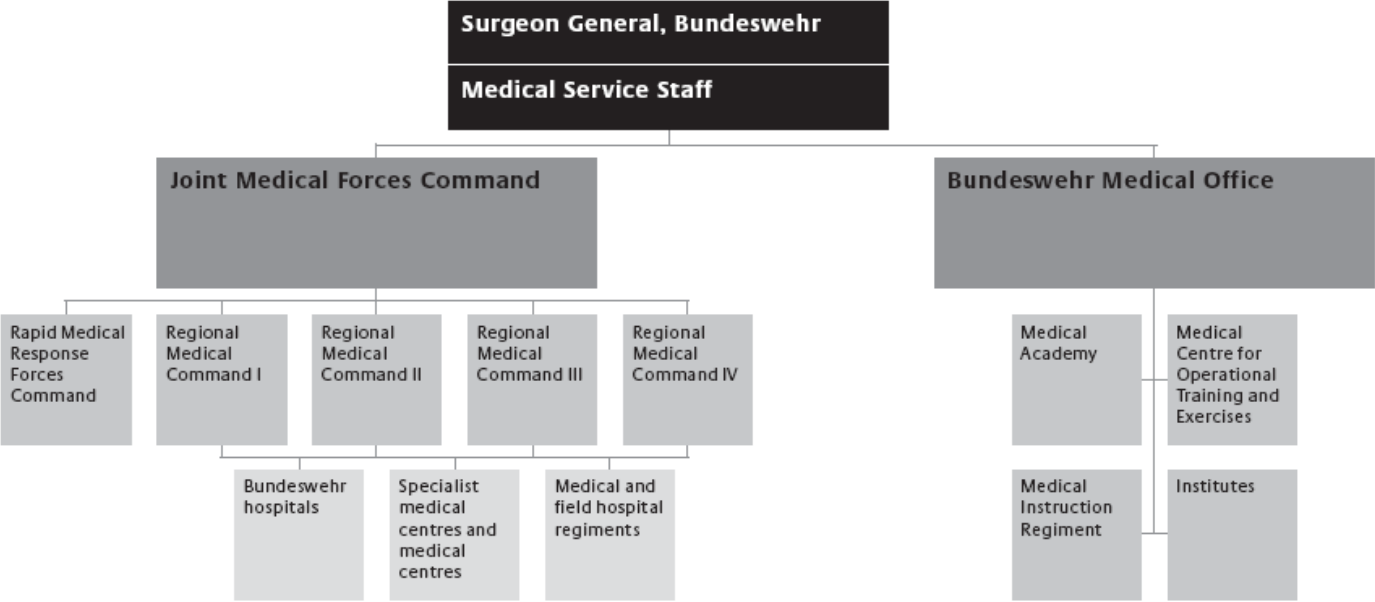 Surgeon General, Bundeswehr
Medical Service Staff
Joint Medical Forces Command
Bundeswehr Medical Office
Rapid Medical
Response
Forces
Command
Regional
Medical
Command I
Regional
Medical
Command II
Regional
Medical
Command III
Regional
Medical
Command IV
Medical
Academy
Medical
Centre for
Operational
Training and
Exercises
Bundeswehr
hospitals
Specialist
medical
centres and
medical
centres
Medical and
field hospital
regiments
Medical
Instruction
Regiment
Institutes